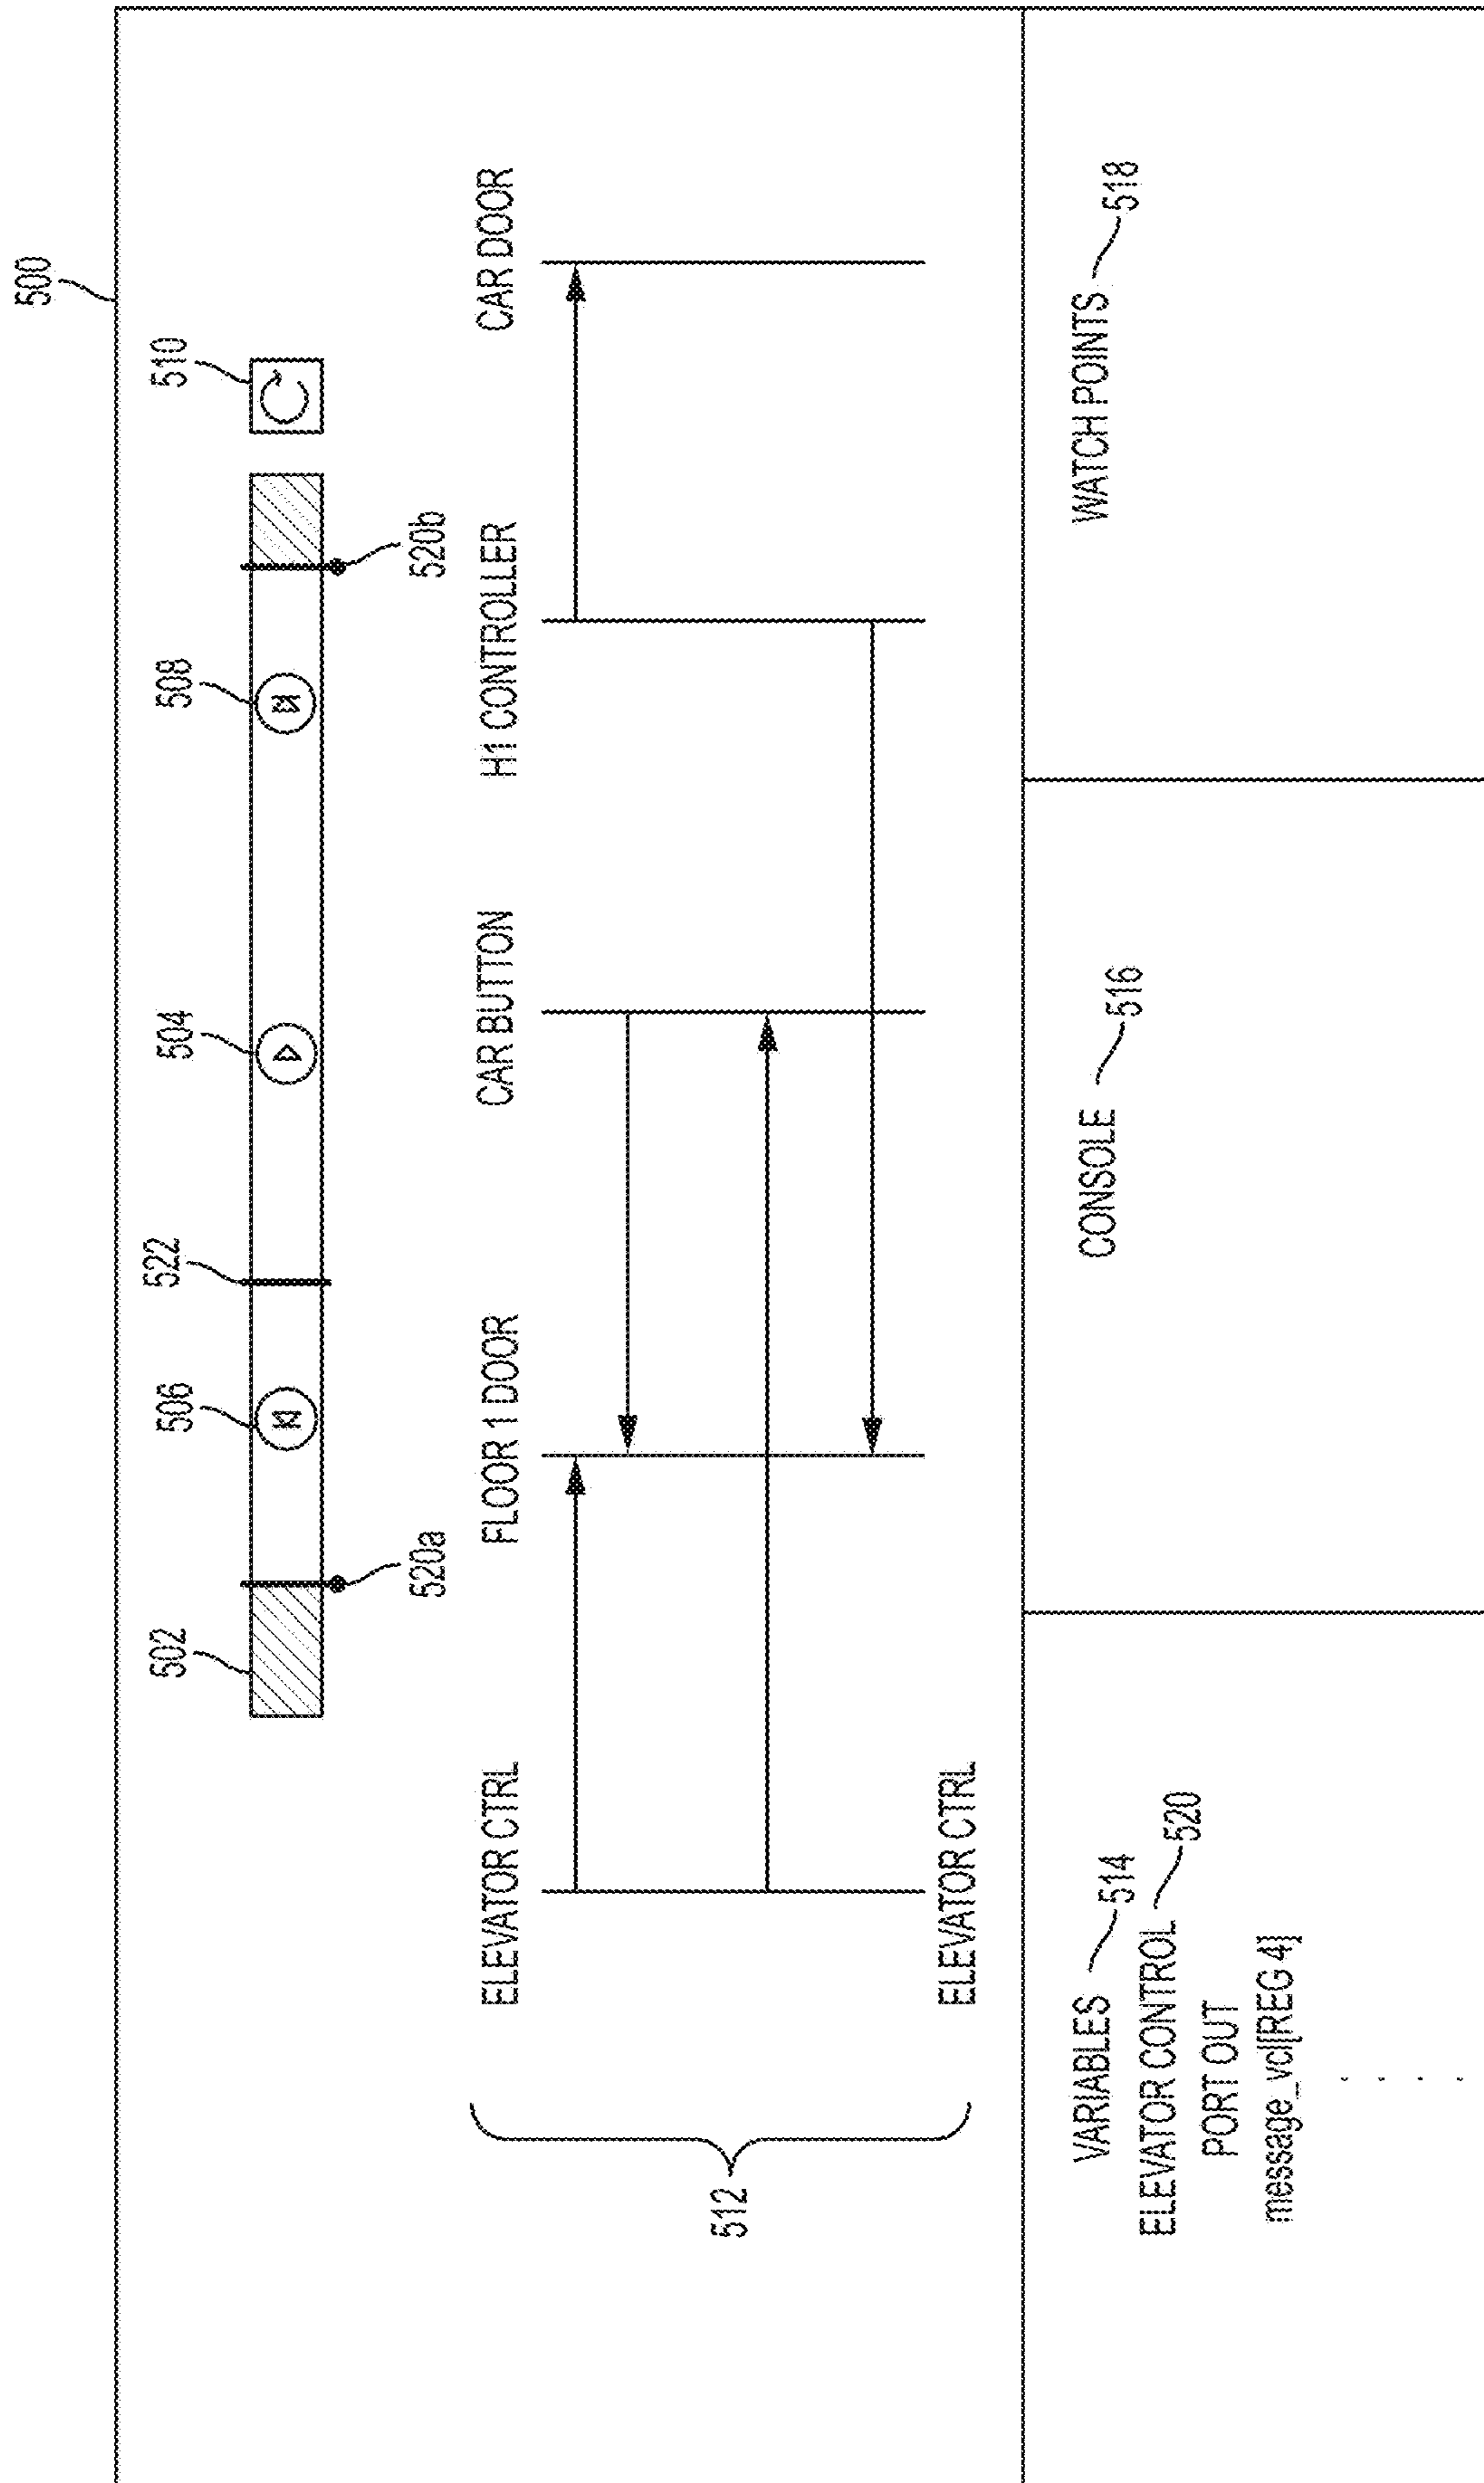 500
502
506
522
504
508
510
520a
520b
512
ELEVATOR CTRL
FLOOR 1 DOOR
CAR BUTTON
H1 CONTROLLER
CAR DOOR
ELEVATOR CTRL
VARIABLES 514
ELEVATOR CONTROL 520
PORT OUT
message_vcl[REG 4]
CONSOLE 516
WATCH POINTS 518